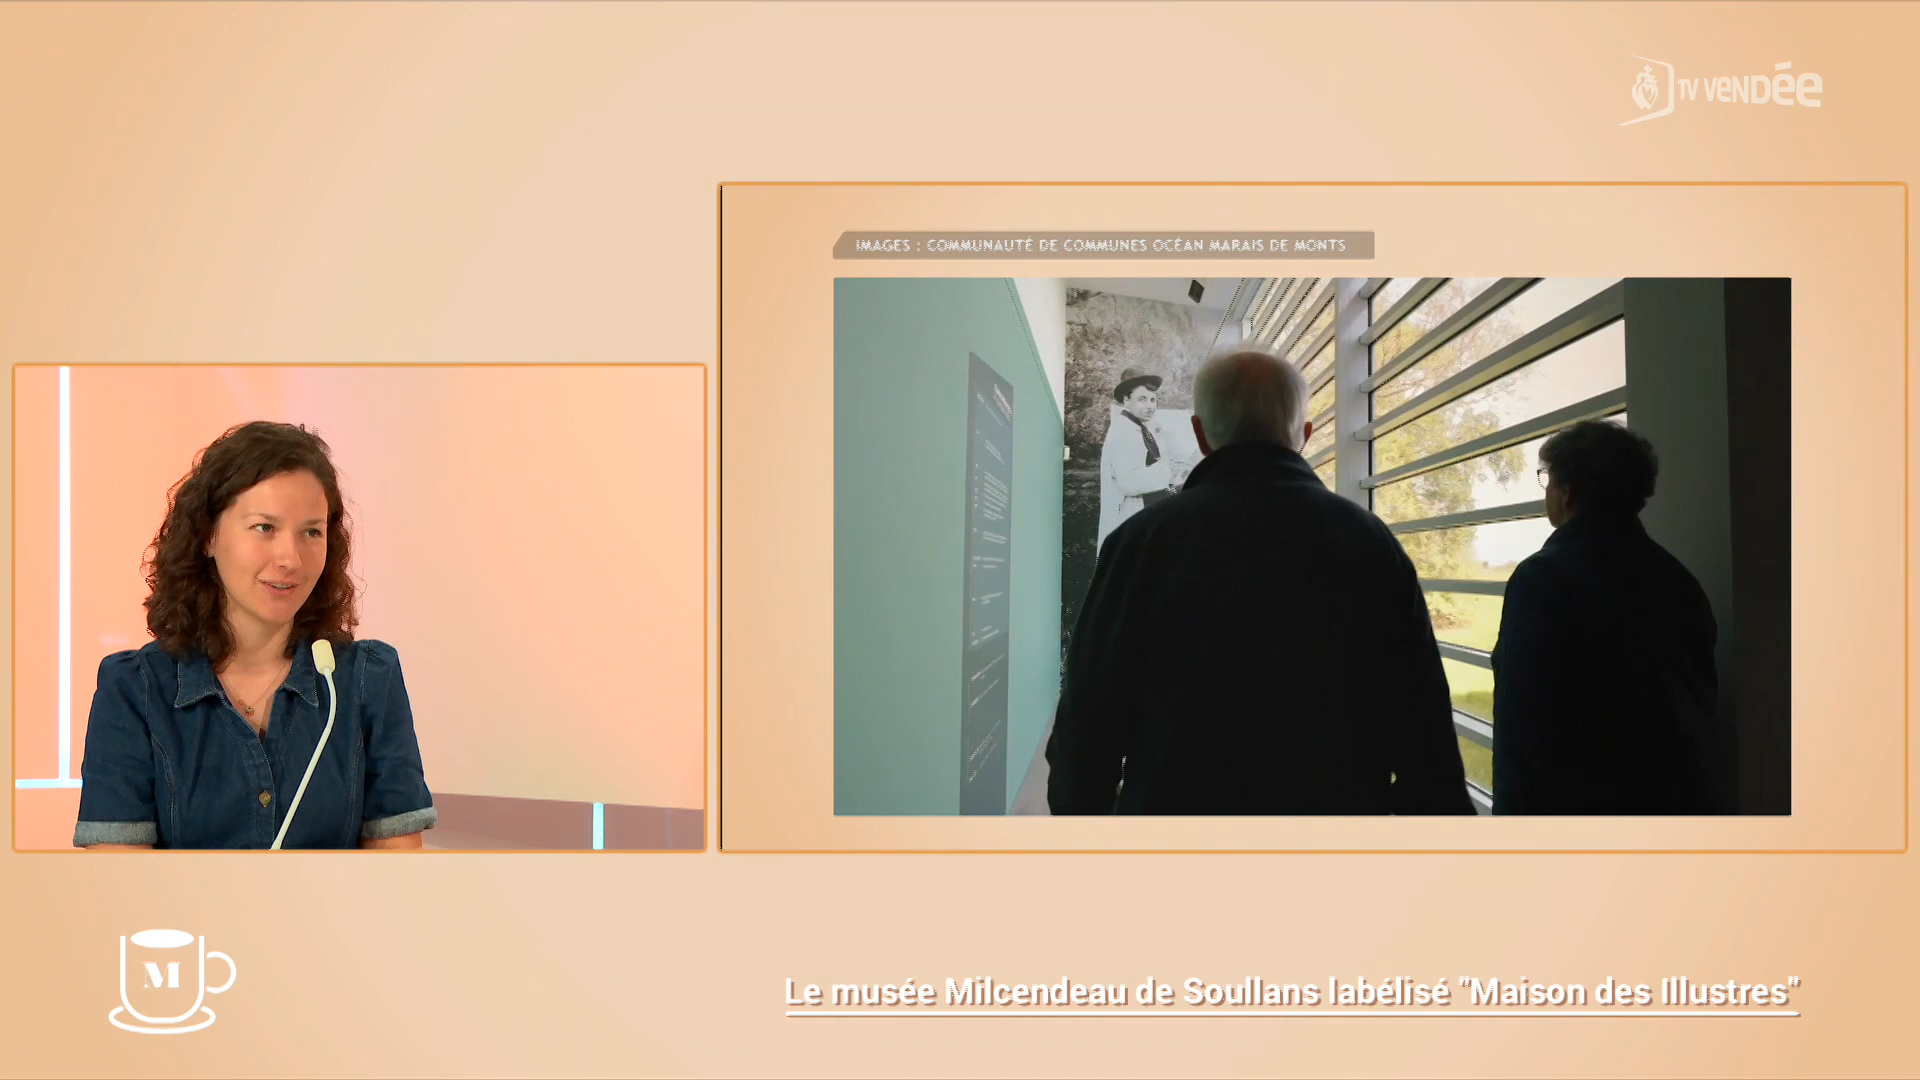 TV VENDÉE
IMAGES : COMMUNAUTÉ DE COMMUNES OCÉAN MARAIS DE MONTS
M
Le musée Milcendeau de Soullans labélisé "Maison des Illustres"